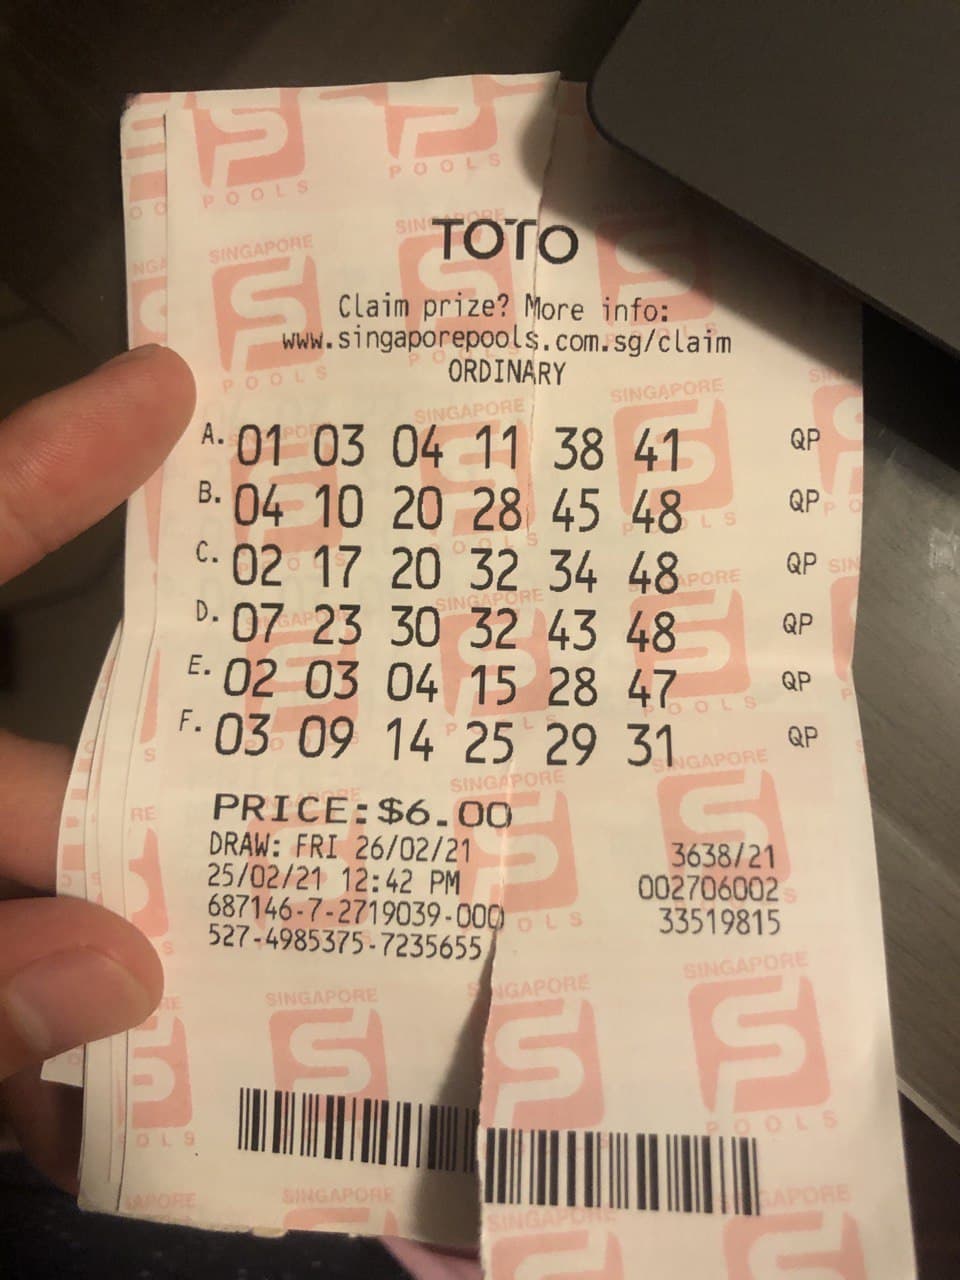 TOTO
Claim prize? More info:
www.singaporepools.com.sg/claim
ORDINARY
A. 01 03 04 11 38 41 QP
B. 04 10 20 28 45 48 QP
C. 02 17 20 32 34 48 QP
D. 07 23 30 32 43 48 QP
E. 02 03 04 15 28 47 QP
F. 03 09 14 25 29 31 QP
PRICE:$6.00
DRAW: FRI 26/02/21 3638/21
25/02/21 12:42 PM 002706002
687146-7-2719039-000 33519815
527-4985375-7235655
SINGAPORE POOLS